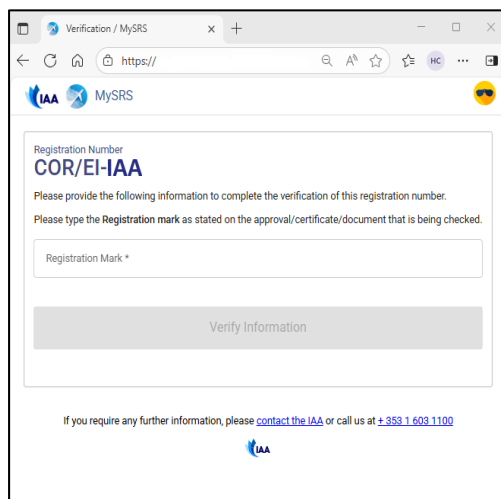 Verification / MySRS
https://
HC
IAA MySRS
Registration Number
COR/EI-IAA
Please provide the following information to complete the verification of this registration number.
Please type the Registration mark as stated on the approval/certificate/document that is being checked.
Registration Mark *
Verify Information
If you require any further information, please contact the IAA or call us at + 353 1 603 1100
IAA